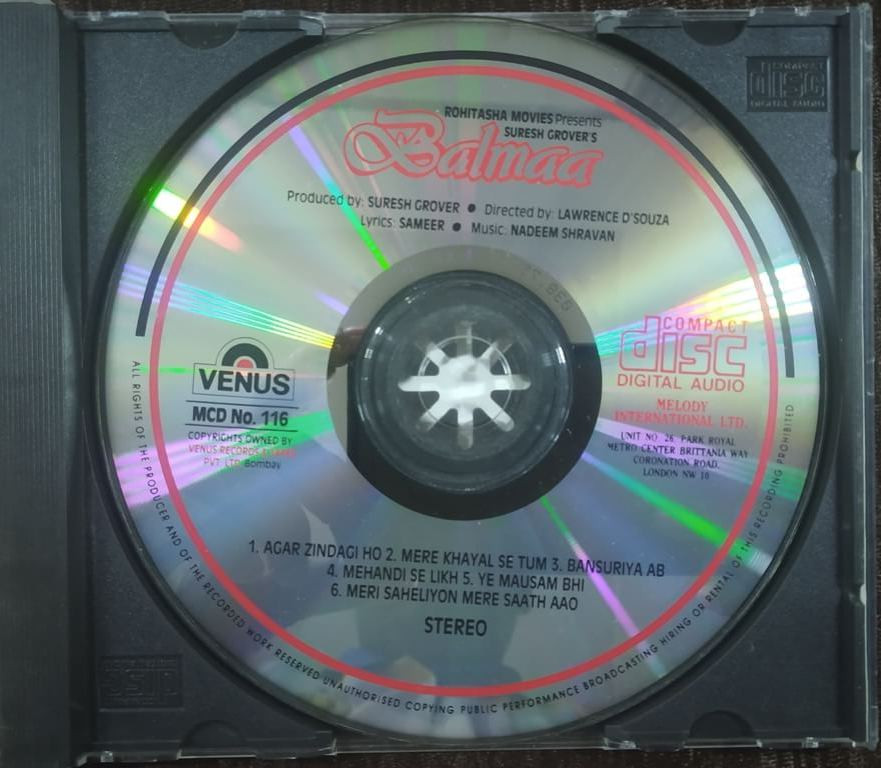 ROHITASHA MOVIES Presents
SURESH GROVER'S
Balmaa
Produced by: SURESH GROVER ● Directed by: LAWRENCE D'SOUZA
Lyrics: SAMEER ● Music: NADEEM SHRAVAN
VENUS
MCD No. 116
COPYRIGHTS OWNED BY
VENUS RECORDS &
PVT. LTD. Bombay
COMPACT
disc
DIGITAL AUDIO
MELODY
INTERNATIONAL LTD.
UNIT NO. 26, PARK ROYAL
METRO CENTER BRITTANIA WAY
CORONATION ROAD,
LONDON NW 10
1. AGAR ZINDAGI HO 2. MERE KHAYAL SE TUM 3. BANSURIYA AB
4. MEHANDI SE LIKH 5. YE MAUSAM BHI
6. MERI SAHELIYON MERE SAATH AAO
STEREO
ALL RIGHTS OF THE PRODUCER AND OF THE RECORDED WORK RESERVED UNAUTHORISED COPYING PUBLIC PERFORMANCE BROADCASTING HIRING OR RENTAL OF THIS RECORDING PROHIBITED
COMPACT
disc
DIGITAL AUDIO